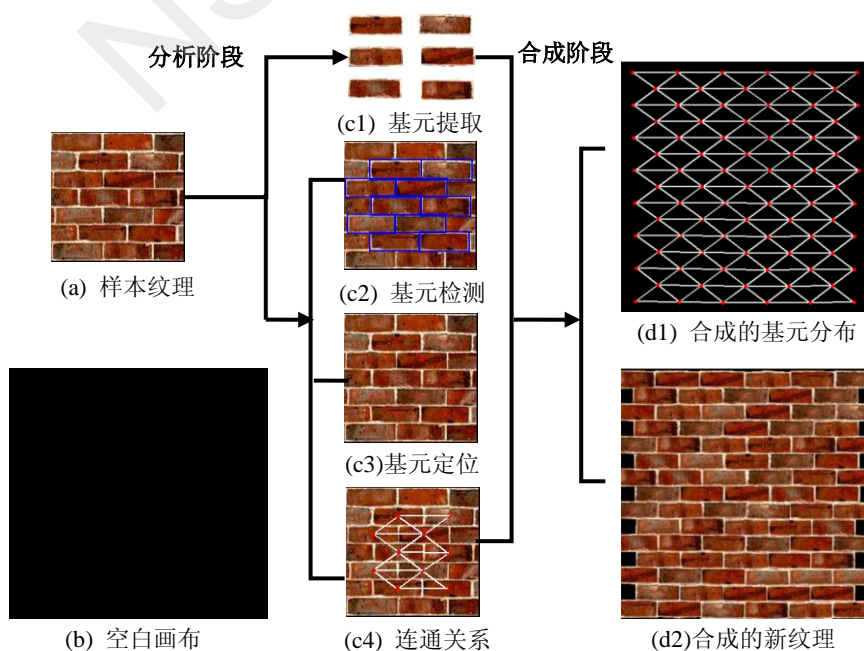 分析阶段
合成阶段
(c1) 基元提取
(a) 样本纹理
(c2) 基元检测
(d1) 合成的基元分布
(c3)基元定位
(b) 空白画布
(c4) 连通关系
(d2)合成的新纹理